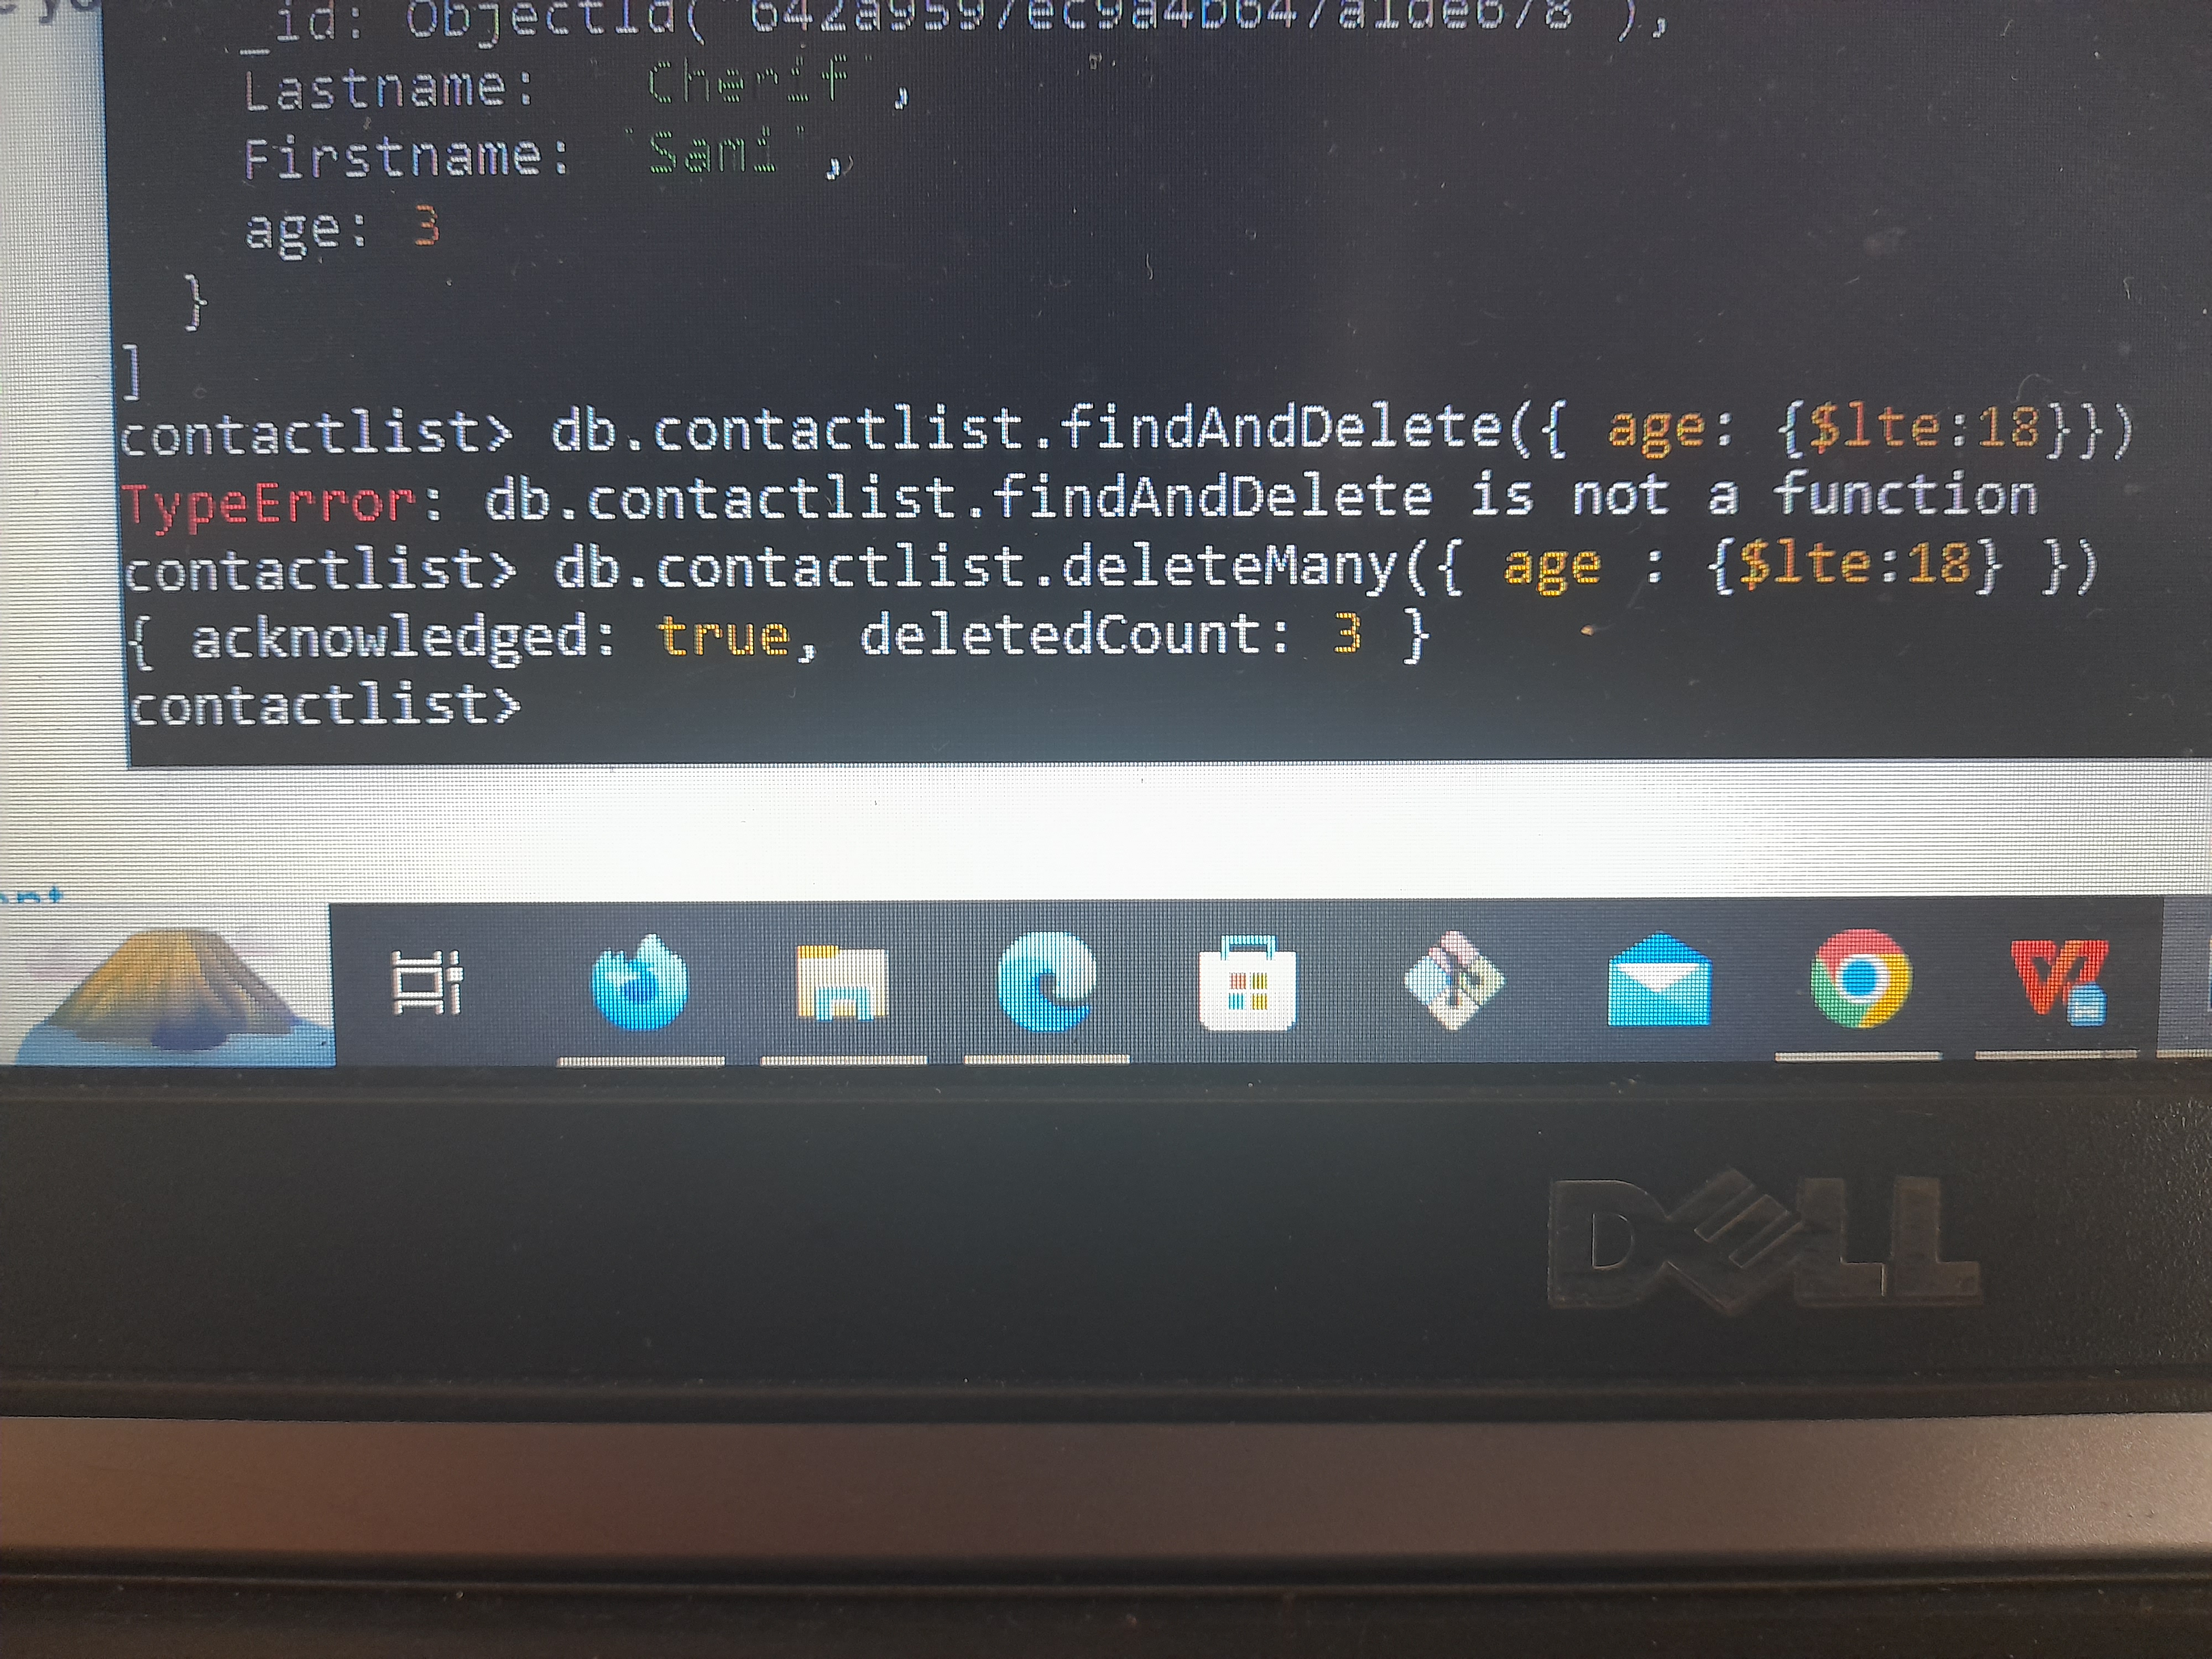 _id: ObjectId("642a9597ec9a4b647a1de678"),
Lastname: "Cherif",
Firstname: "Sami",
age: 3
}
]
contactlist> db.contactlist.findAndDelete({ age: {$lte:18}})
TypeError: db.contactlist.findAndDelete is not a function
contactlist> db.contactlist.deleteMany({ age : {$lte:18} })
{ acknowledged: true, deletedCount: 3 }
contactlist>
DELL